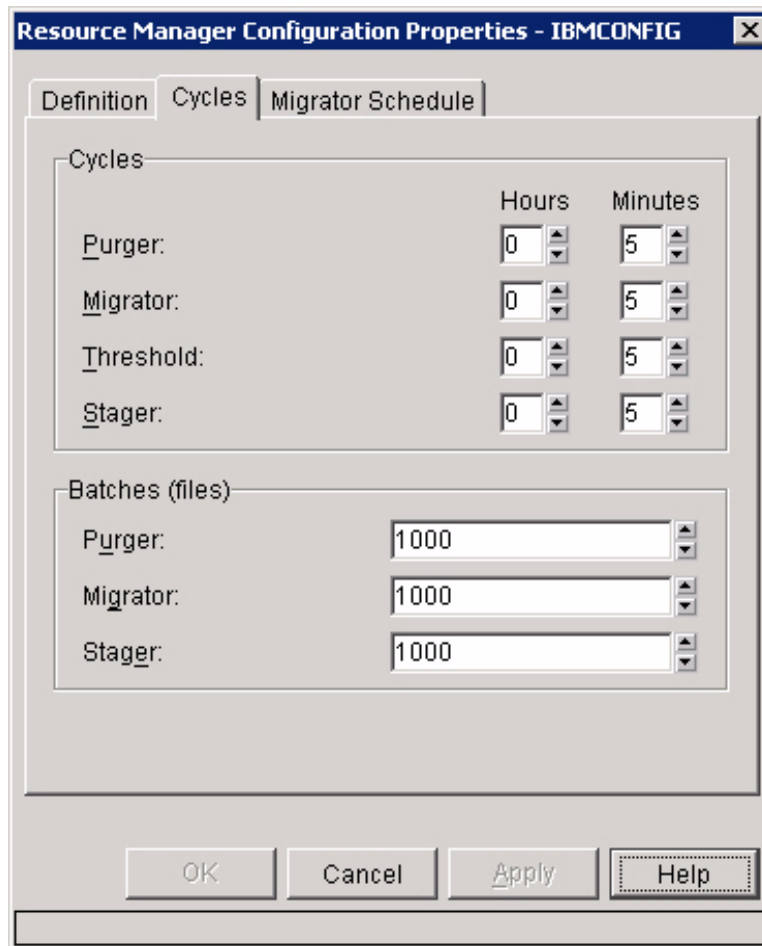 Resource Manager Configuration Properties - IBMCONFIG
Definition Cycles Migrator Schedule
Cycles
Hours Minutes
Purger: 0 5
Migrator: 0 5
Threshold: 0 5
Stager: 0 5
Batches (files)
Purger: 1000
Migrator: 1000
Stager: 1000
OK Cancel Apply Help